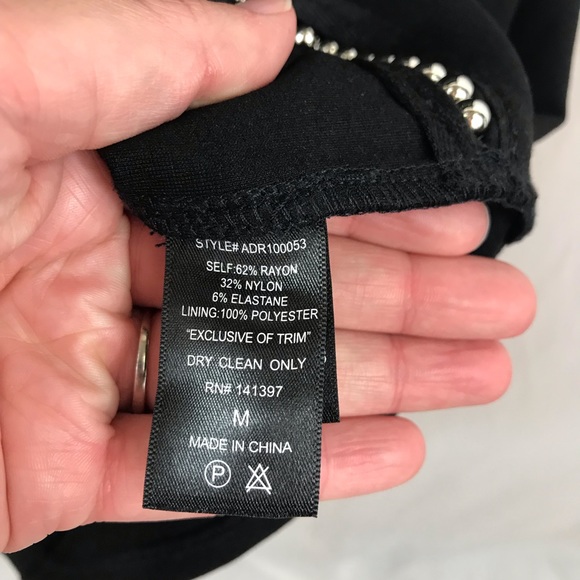 STYLE# ADR100053
SELF:62% RAYON
32% NYLON
6% ELASTANE
LINING:100% POLYESTER
"EXCLUSIVE OF TRIM"
DRY CLEAN ONLY
RN# 141397
M
MADE IN CHINA
P